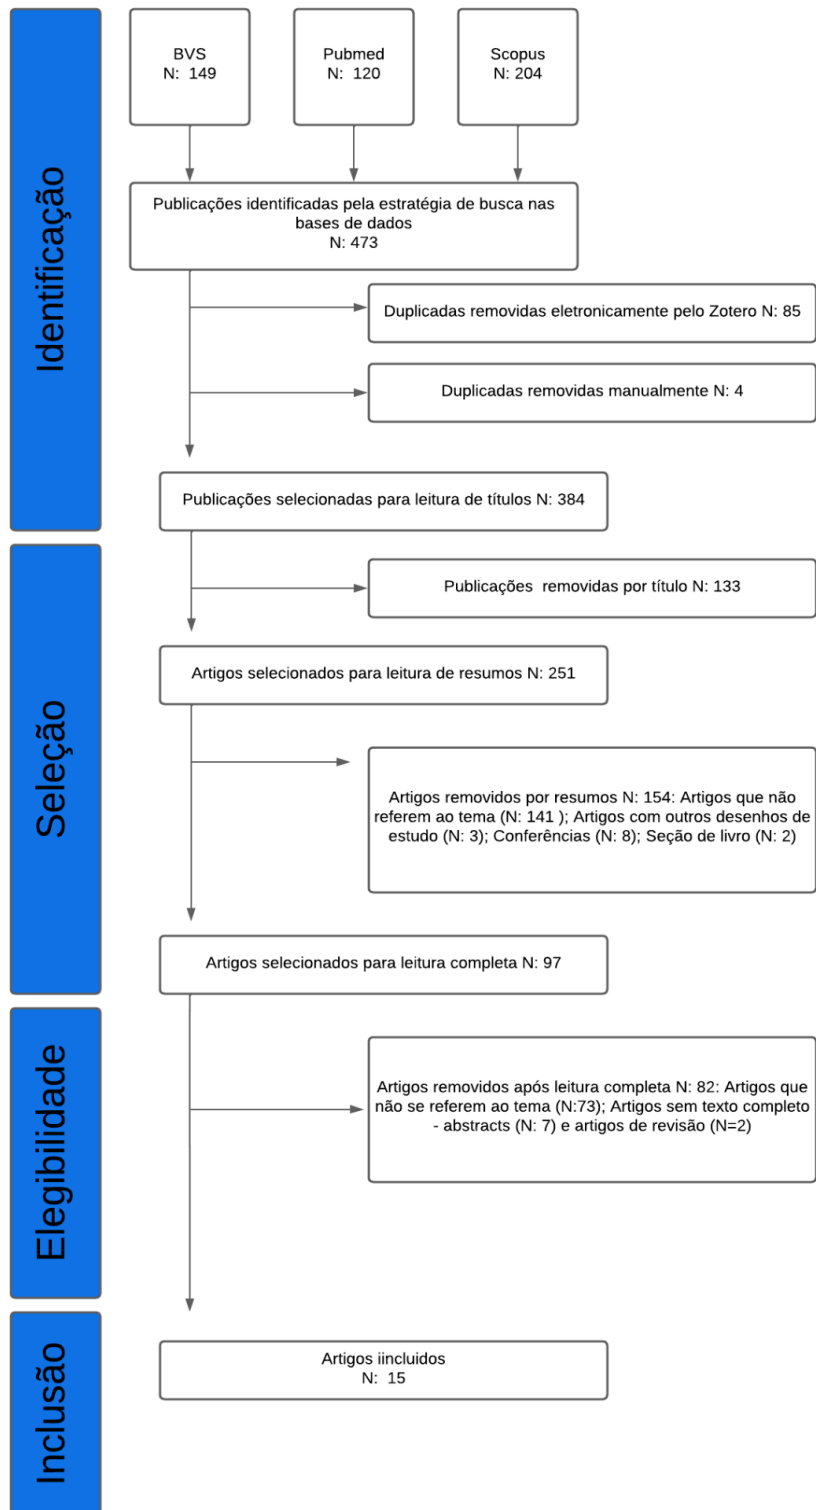 Identificação
BVS
N:  149
Pubmed
N:  120
Scopus
N: 204
Publicações identificadas pela estratégia de busca nas
bases de dados
N: 473
Duplicadas removidas eletronicamente pelo Zotero N: 85
Duplicadas removidas manualmente N: 4
Publicações selecionadas para leitura de títulos N: 384
Seleção
Publicações  removidas por título N: 133
Artigos selecionados para leitura de resumos N: 251
Artigos removidos por resumos N: 154: Artigos que não
referem ao tema (N: 141 ); Artigos com outros desenhos de
estudo (N: 3); Conferências (N: 8); Seção de livro (N: 2)
Artigos selecionados para leitura completa N: 97
Elegibilidade
Artigos removidos após leitura completa N: 82: Artigos que
não se referem ao tema (N:73); Artigos sem texto completo
- abstracts (N: 7) e artigos de revisão (N=2)
Inclusão
Artigos iincluidos
N:  15